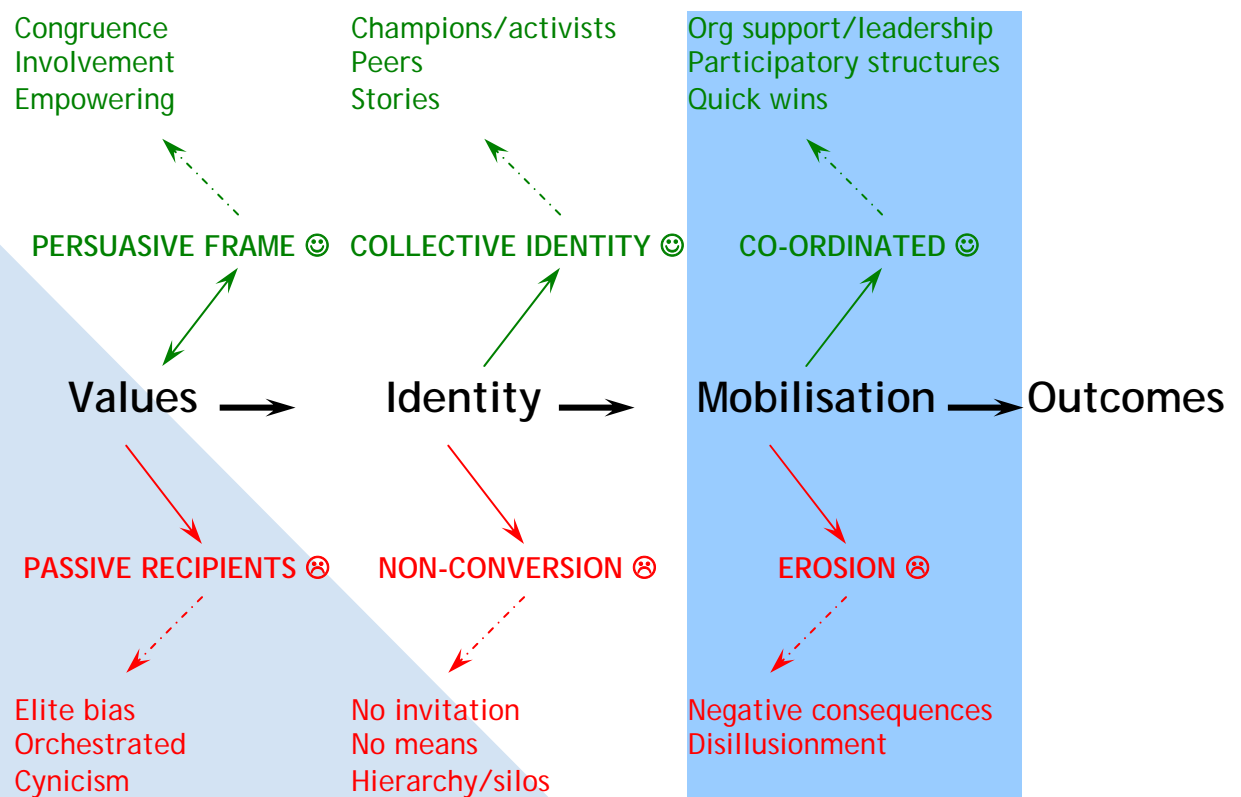 Congruence
Involvement
Empowering
Champions/activists
Peers
Stories
Org support/leadership
Participatory structures
Quick wins
PERSUASIVE FRAME ☺
COLLECTIVE IDENTITY ☺
CO-ORDINATED ☺
Values
Identity
Mobilisation
Outcomes
PASSIVE RECIPIENTS ☹
NON-CONVERSION ☹
EROSION ☹
Elite bias
Orchestrated
Cynicism
No invitation
No means
Hierarchy/silos
Negative consequences
Disillusionment